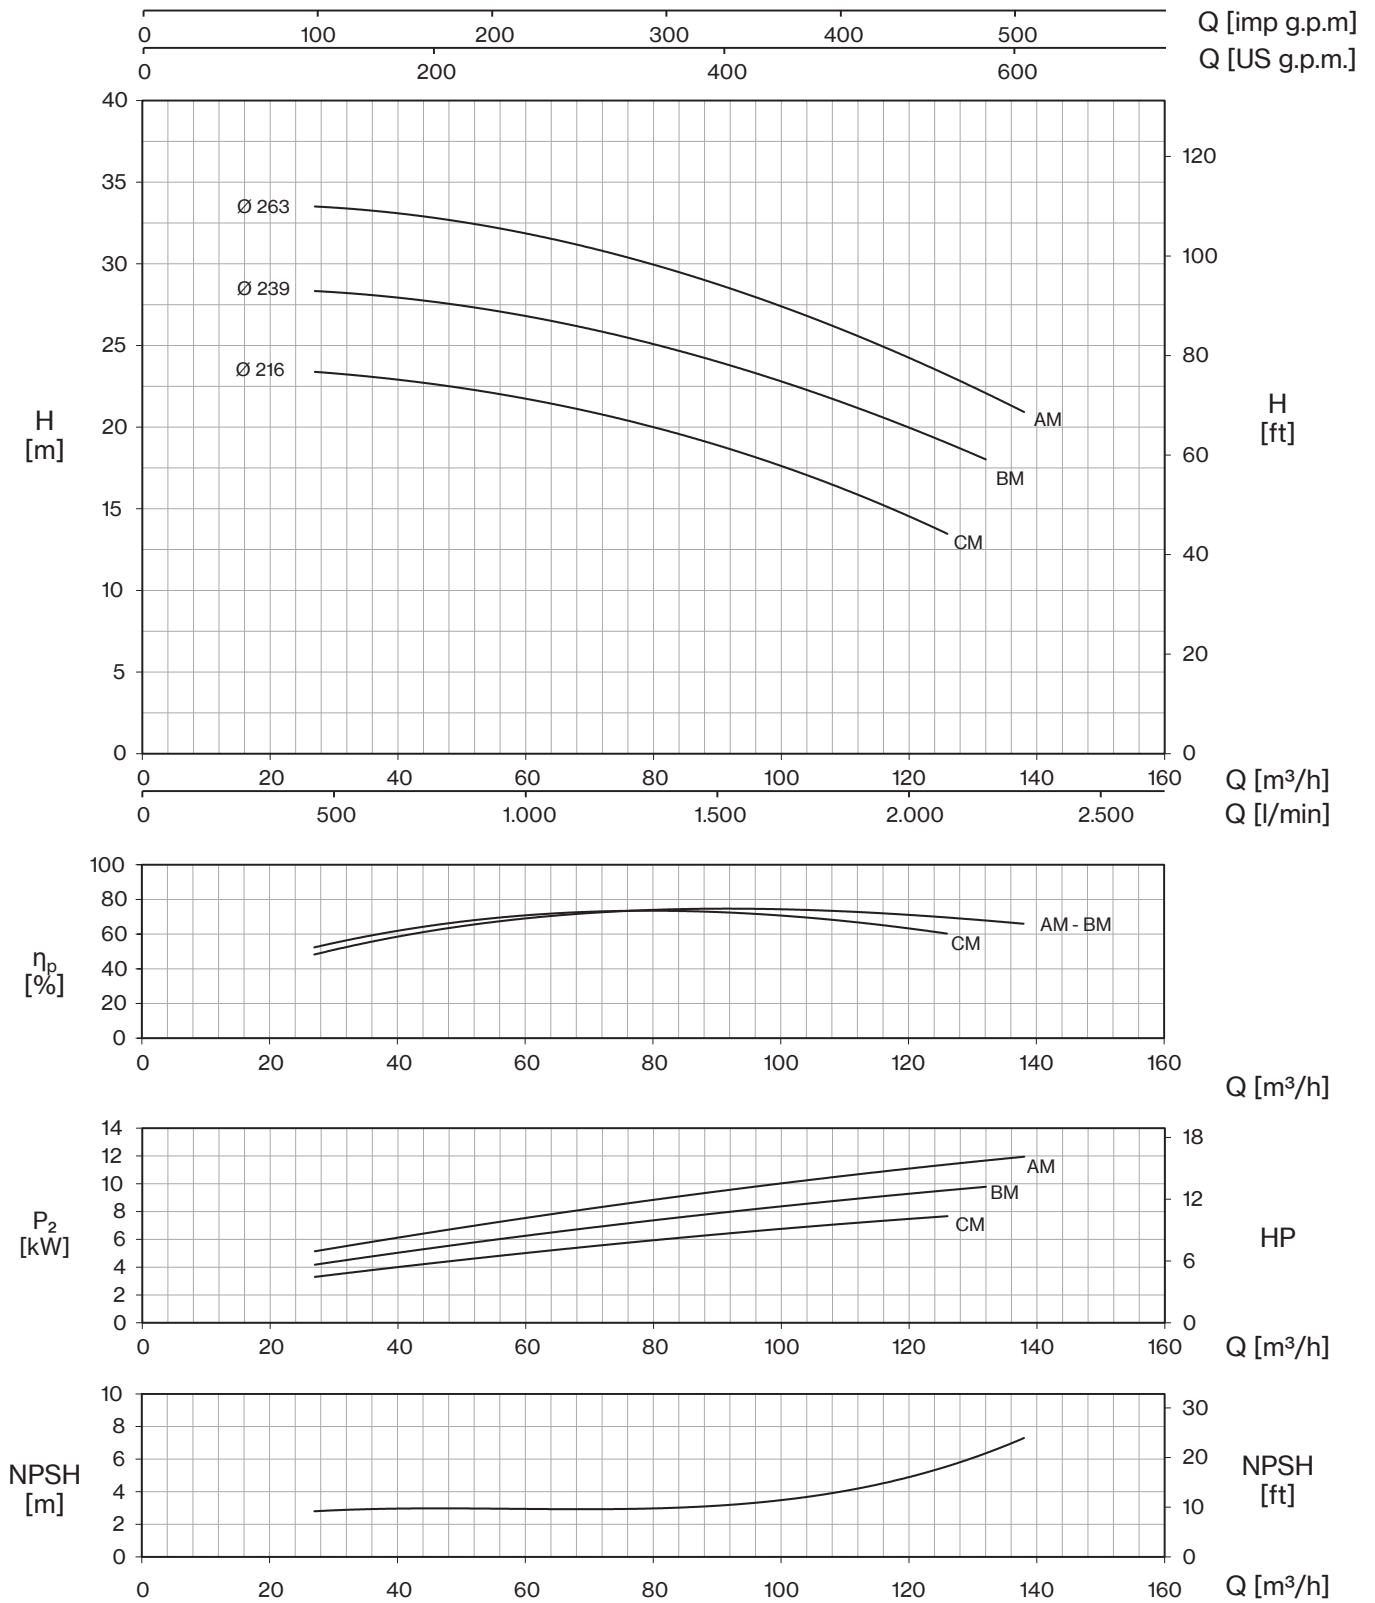 0 100 200 300 400 500 Q [imp g.p.m]
0 200 400 600 Q [US g.p.m.]
40
35
30
25
20
15
10
5
0
H
[m]
Ø 263
Ø 239
Ø 216
AM
BM
CM
120
100
80
60
40
20
0
H
[ft]
0 20 40 60 80 100 120 140 160 Q [m³/h]
0 500 1.000 1.500 2.000 2.500 Q [l/min]
100
80
60
40
20
0
ηp
[%]
AM - BM
CM
0 20 40 60 80 100 120 140 160
Q [m³/h]
14
12
10
8
6
4
2
0
P₂
[kW]
AM
BM
CM
18
12
6
0
HP
0 20 40 60 80 100 120 140 160 Q [m³/h]
10
8
6
4
2
0
NPSH
[m]
30
20
10
0
NPSH
[ft]
0 20 40 60 80 100 120 140 160 Q [m³/h]